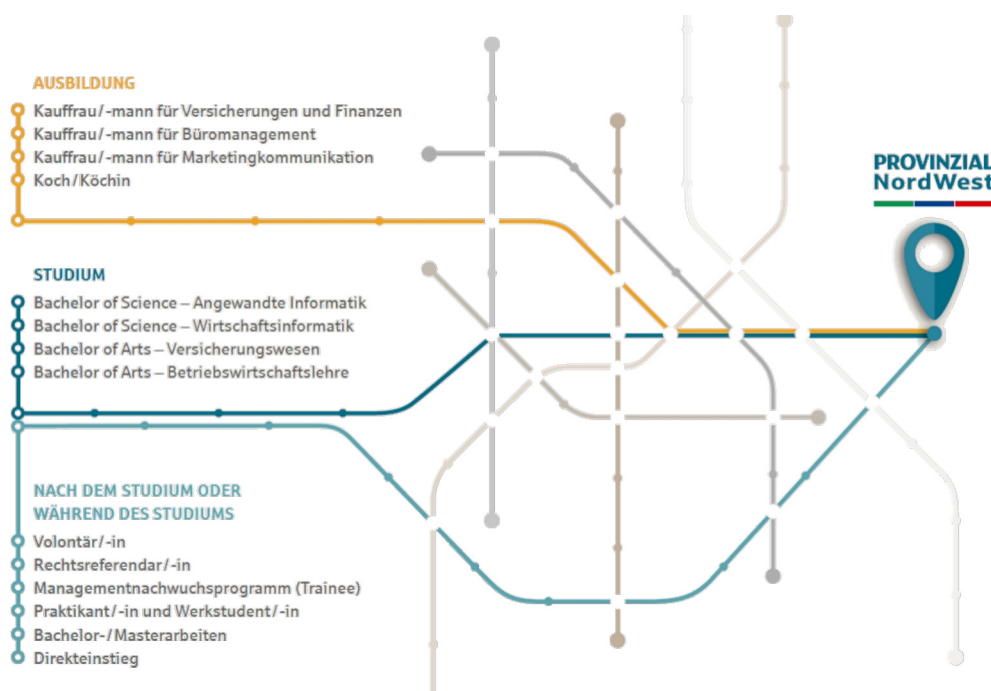 AUSBILDUNG
Kauffrau/-mann für Versicherungen und Finanzen
Kauffrau/-mann für Büromanagement
Kauffrau/-mann für Marketingkommunikation
Koch/Köchin
PROVINZIAL
NordWest
STUDIUM
Bachelor of Science – Angewandte Informatik
Bachelor of Science – Wirtschaftsinformatik
Bachelor of Arts – Versicherungswesen
Bachelor of Arts – Betriebswirtschaftslehre
NACH DEM STUDIUM ODER
WÄHREND DES STUDIUMS
Volontär/-in
Rechtsreferendar/-in
Managementnachwuchsprogramm (Trainee)
Praktikant/-in und Werkstudent/-in
Bachelor-/Masterarbeiten
Direkteinstieg